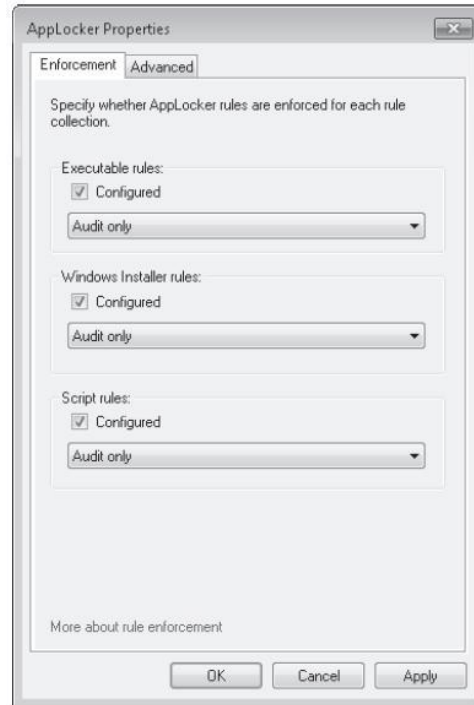 AppLocker Properties
Enforcement Advanced
Specify whether AppLocker rules are enforced for each rule
collection.
Executable rules:
Configured
Audit only
Windows Installer rules:
Configured
Audit only
Script rules:
Configured
Audit only
More about rule enforcement
OK Cancel Apply